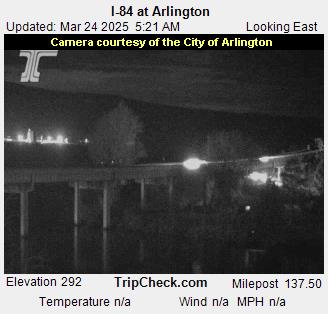 I-84 at Arlington
Updated: Mar 24 2025 5:21 AM Looking East
Camera courtesy of the City of Arlington
Elevation 292 TripCheck.com Milepost 137.50
Temperature n/a Wind n/a MPH n/a